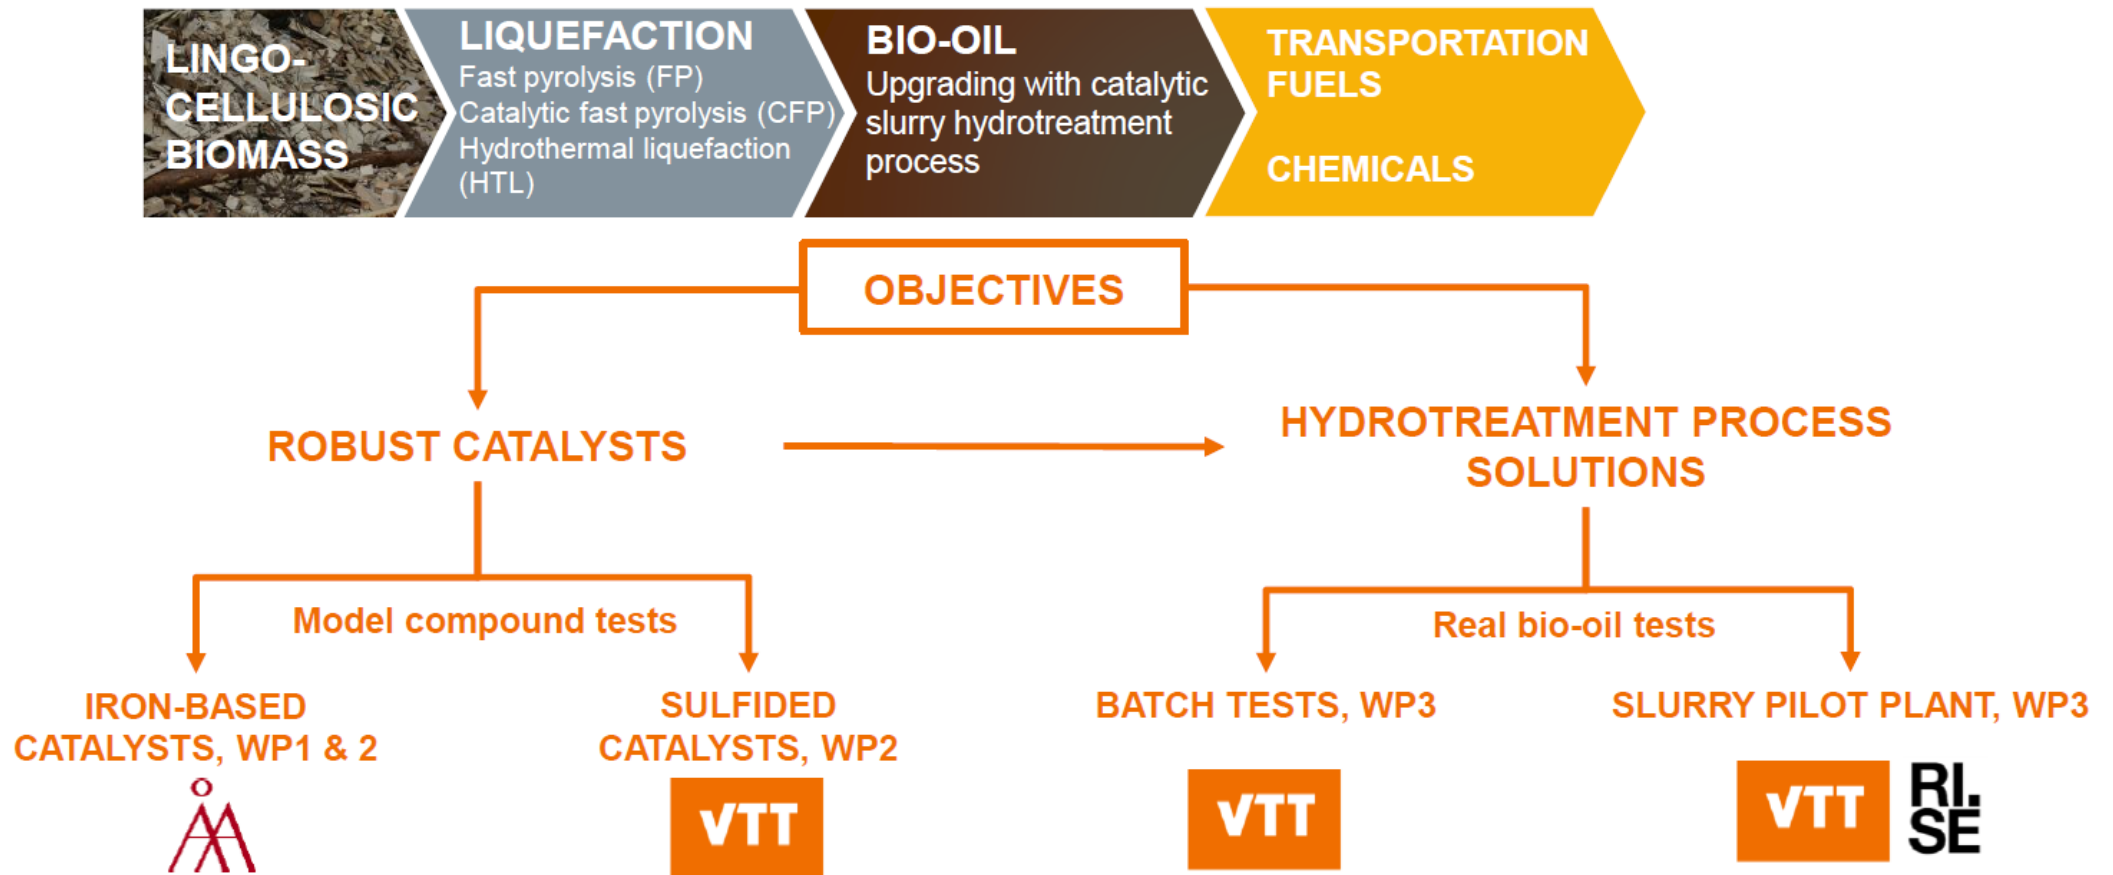 LINGO-
CELLULOSIC
BIOMASS
LIQUEFACTION
Fast pyrolysis (FP)
Catalytic fast pyrolysis (CFP)
Hydrothermal liquefaction
(HTL)
BIO-OIL
Upgrading with catalytic
slurry hydrotreatment
process
TRANSPORTATION
FUELS
CHEMICALS
OBJECTIVES
ROBUST CATALYSTS
HYDROTREATMENT PROCESS
SOLUTIONS
Model compound tests
Real bio-oil tests
IRON-BASED
CATALYSTS, WP1 & 2
SULFIDED
CATALYSTS, WP2
VTT
BATCH TESTS, WP3
VTT
SLURRY PILOT PLANT, WP3
VTT
RI.
SE